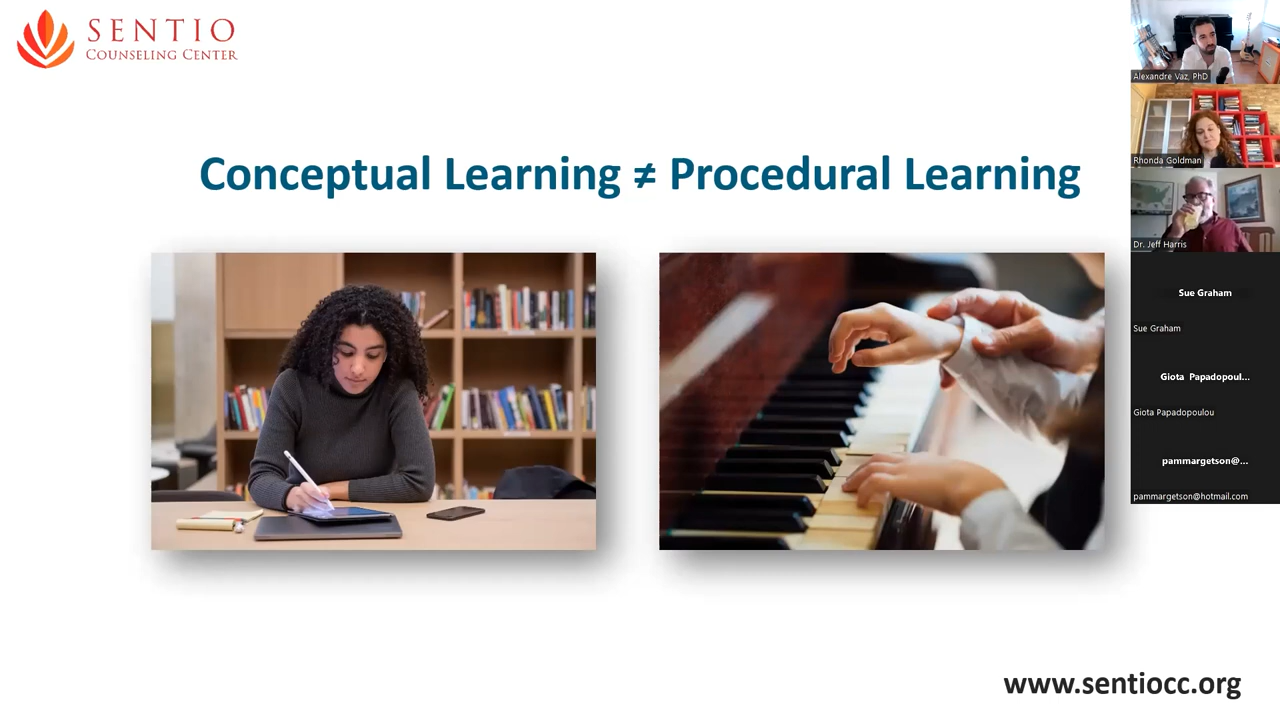 SENTIO
COUNSELING CENTER
Conceptual Learning ≠ Procedural Learning
Alexandre Vaz, PhD
Rhonda Goldman
Dr. Jeff Harris
Sue Graham
Sue Graham
Giota Papadopoul...
Giota Papadopoulou
pammargetson@...
pammargetson@hotmail.com
www.sentiocc.org